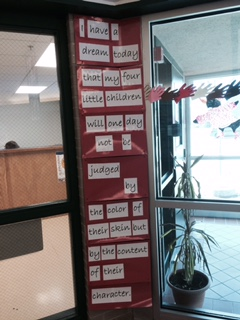 I have a
dream today
that my four
little children
will one day
not be
judged
by
the color of
their skin but
by the content
of their
character.